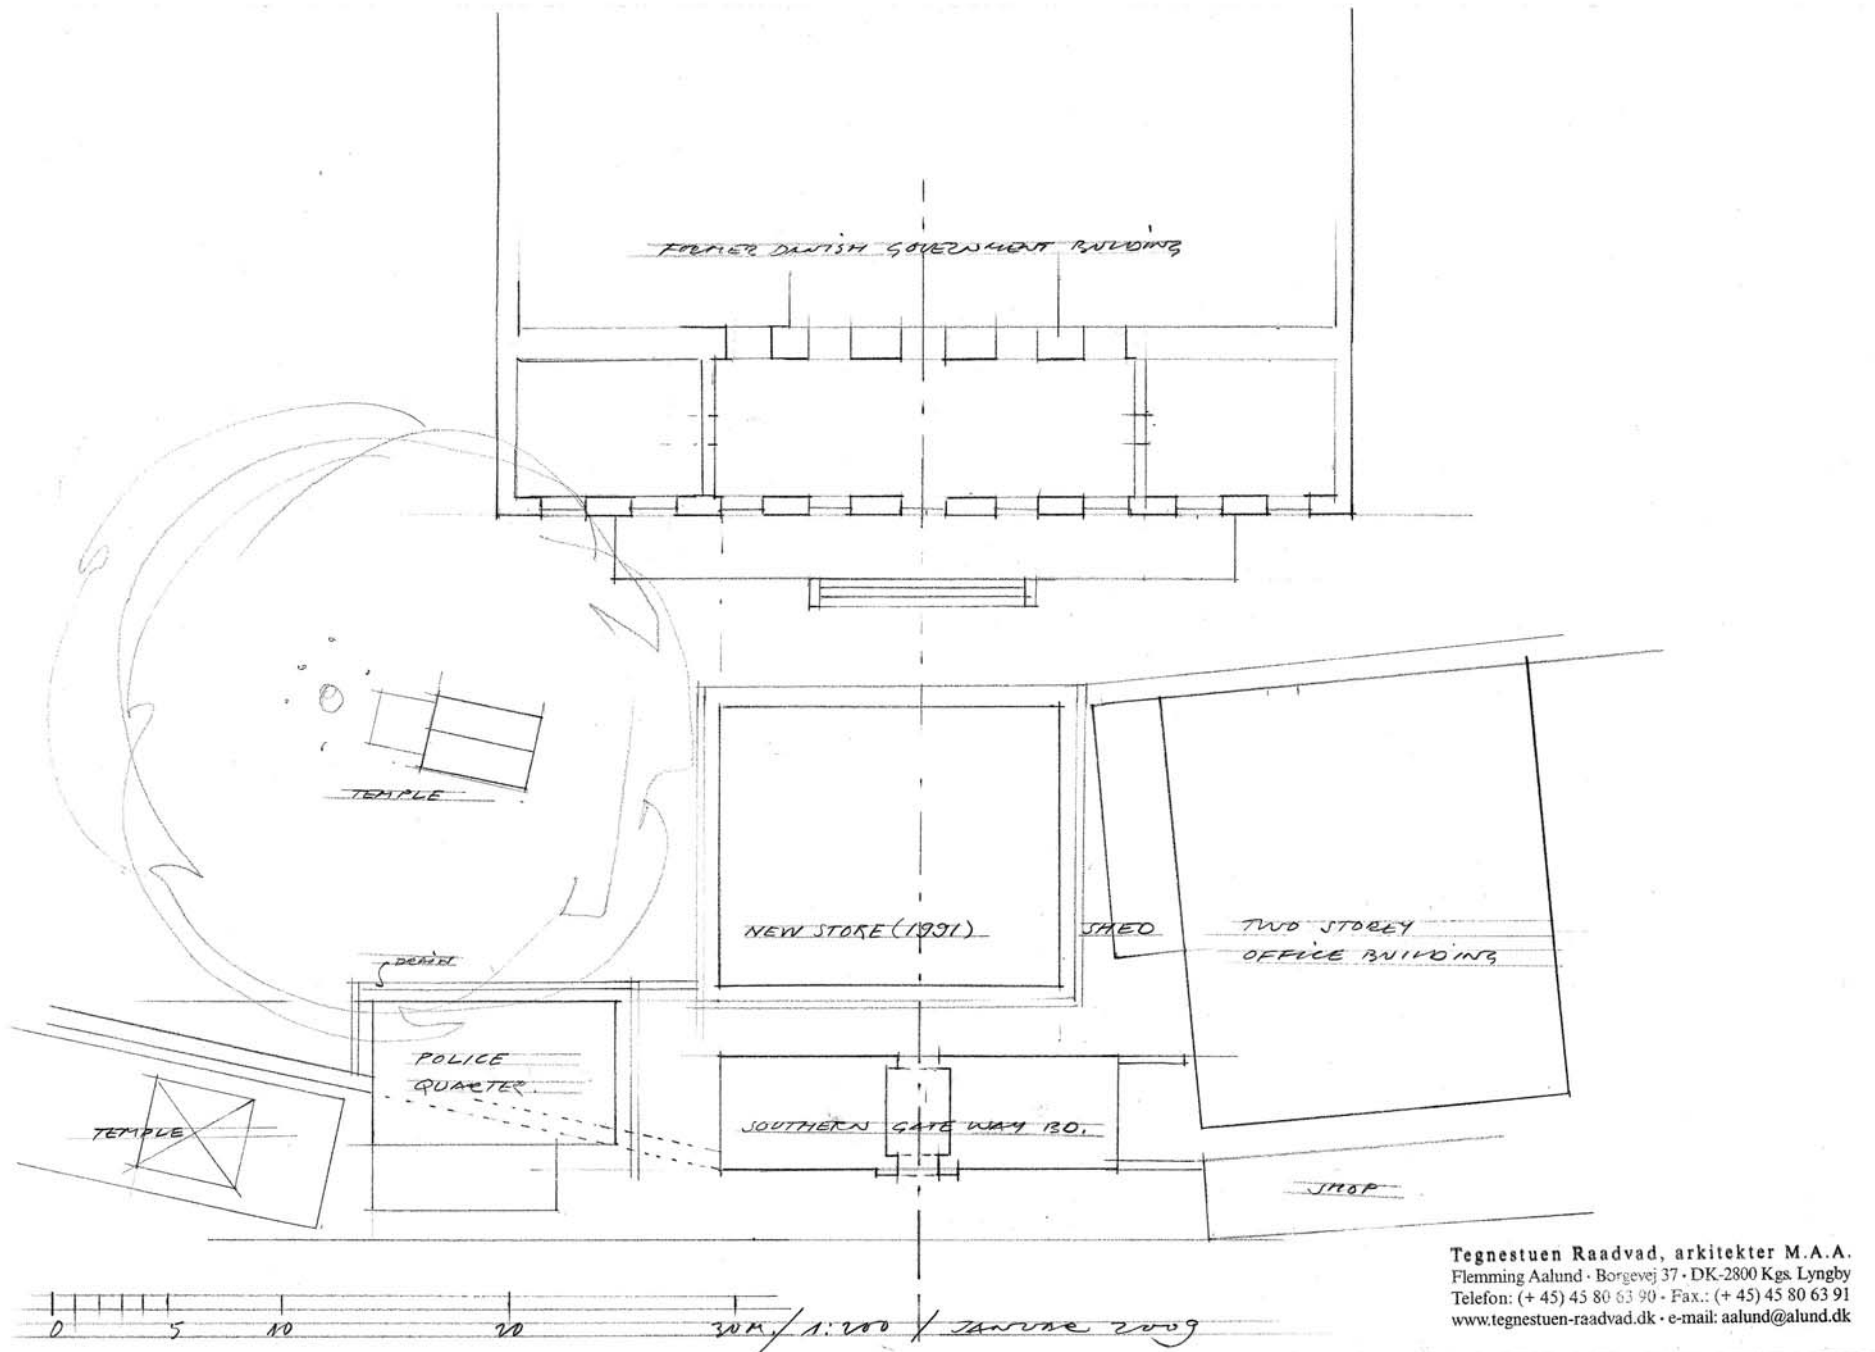 FORMER DANISH GOVERNMENT BUILDING
TEMPLE
NEW STORE (1991)
SHED
TWO STOREY
OFFICE BUILDING
DRAIN
POLICE
QUARTER.
TEMPLE
SOUTHERN GATE WAY BD.
SHOP
0 5 10 20 30M / 1:200 / JANUAR 2009
Tegnestuen Raadvad, arkitekter M.A.A.
Flemming Aalund · Borgevej 37 · DK-2800 Kgs. Lyngby
Telefon: (+ 45) 45 80 63 90 · Fax.: (+ 45) 45 80 63 91
www.tegnestuen-raadvad.dk · e-mail: aalund@alund.dk